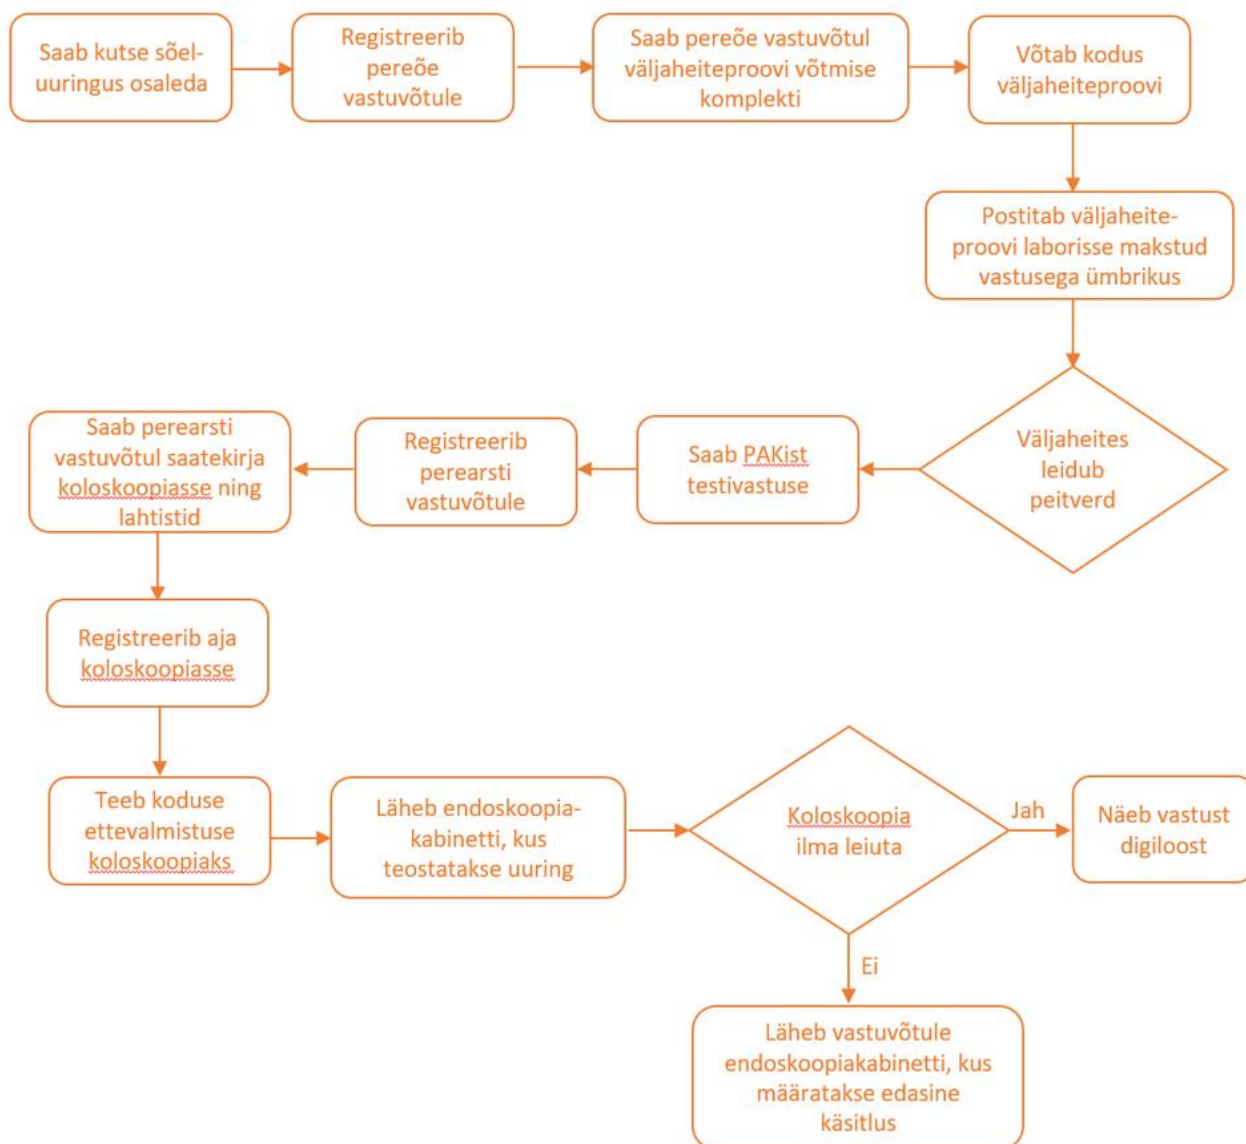 Saab kutse sõel-
uuringus osaleda
Registreerib
pereõe
vastuvõtule
Saab pereõe vastuvõtul
väljaheiteproovi võtmise
komplekti
Võtab kodus
väljaheiteproovi
Postitab väljaheite-
proovi laborisse makstud
vastusega ümbrikus
Väljaheites
leidub
peitverd
Saab PAKist
testivastuse
Registreerib
perearsti
vastuvõtule
Saab perearsti
vastuvõtul saatekirja
koloskoopiasse ning
lahtistid
Registreerib aja
koloskoopiasse
Teeb koduse
ettevalmistuse
koloskoopiaks
Läheb endoskoopia-
kabinetti, kus
teostatakse uuring
Koloskoopia
ilma leiuta
Jah
Näeb vastust
digiloost
Ei
Läheb vastuvõtule
endoskoopiakabinetti, kus
määratakse edasine
käsitlus